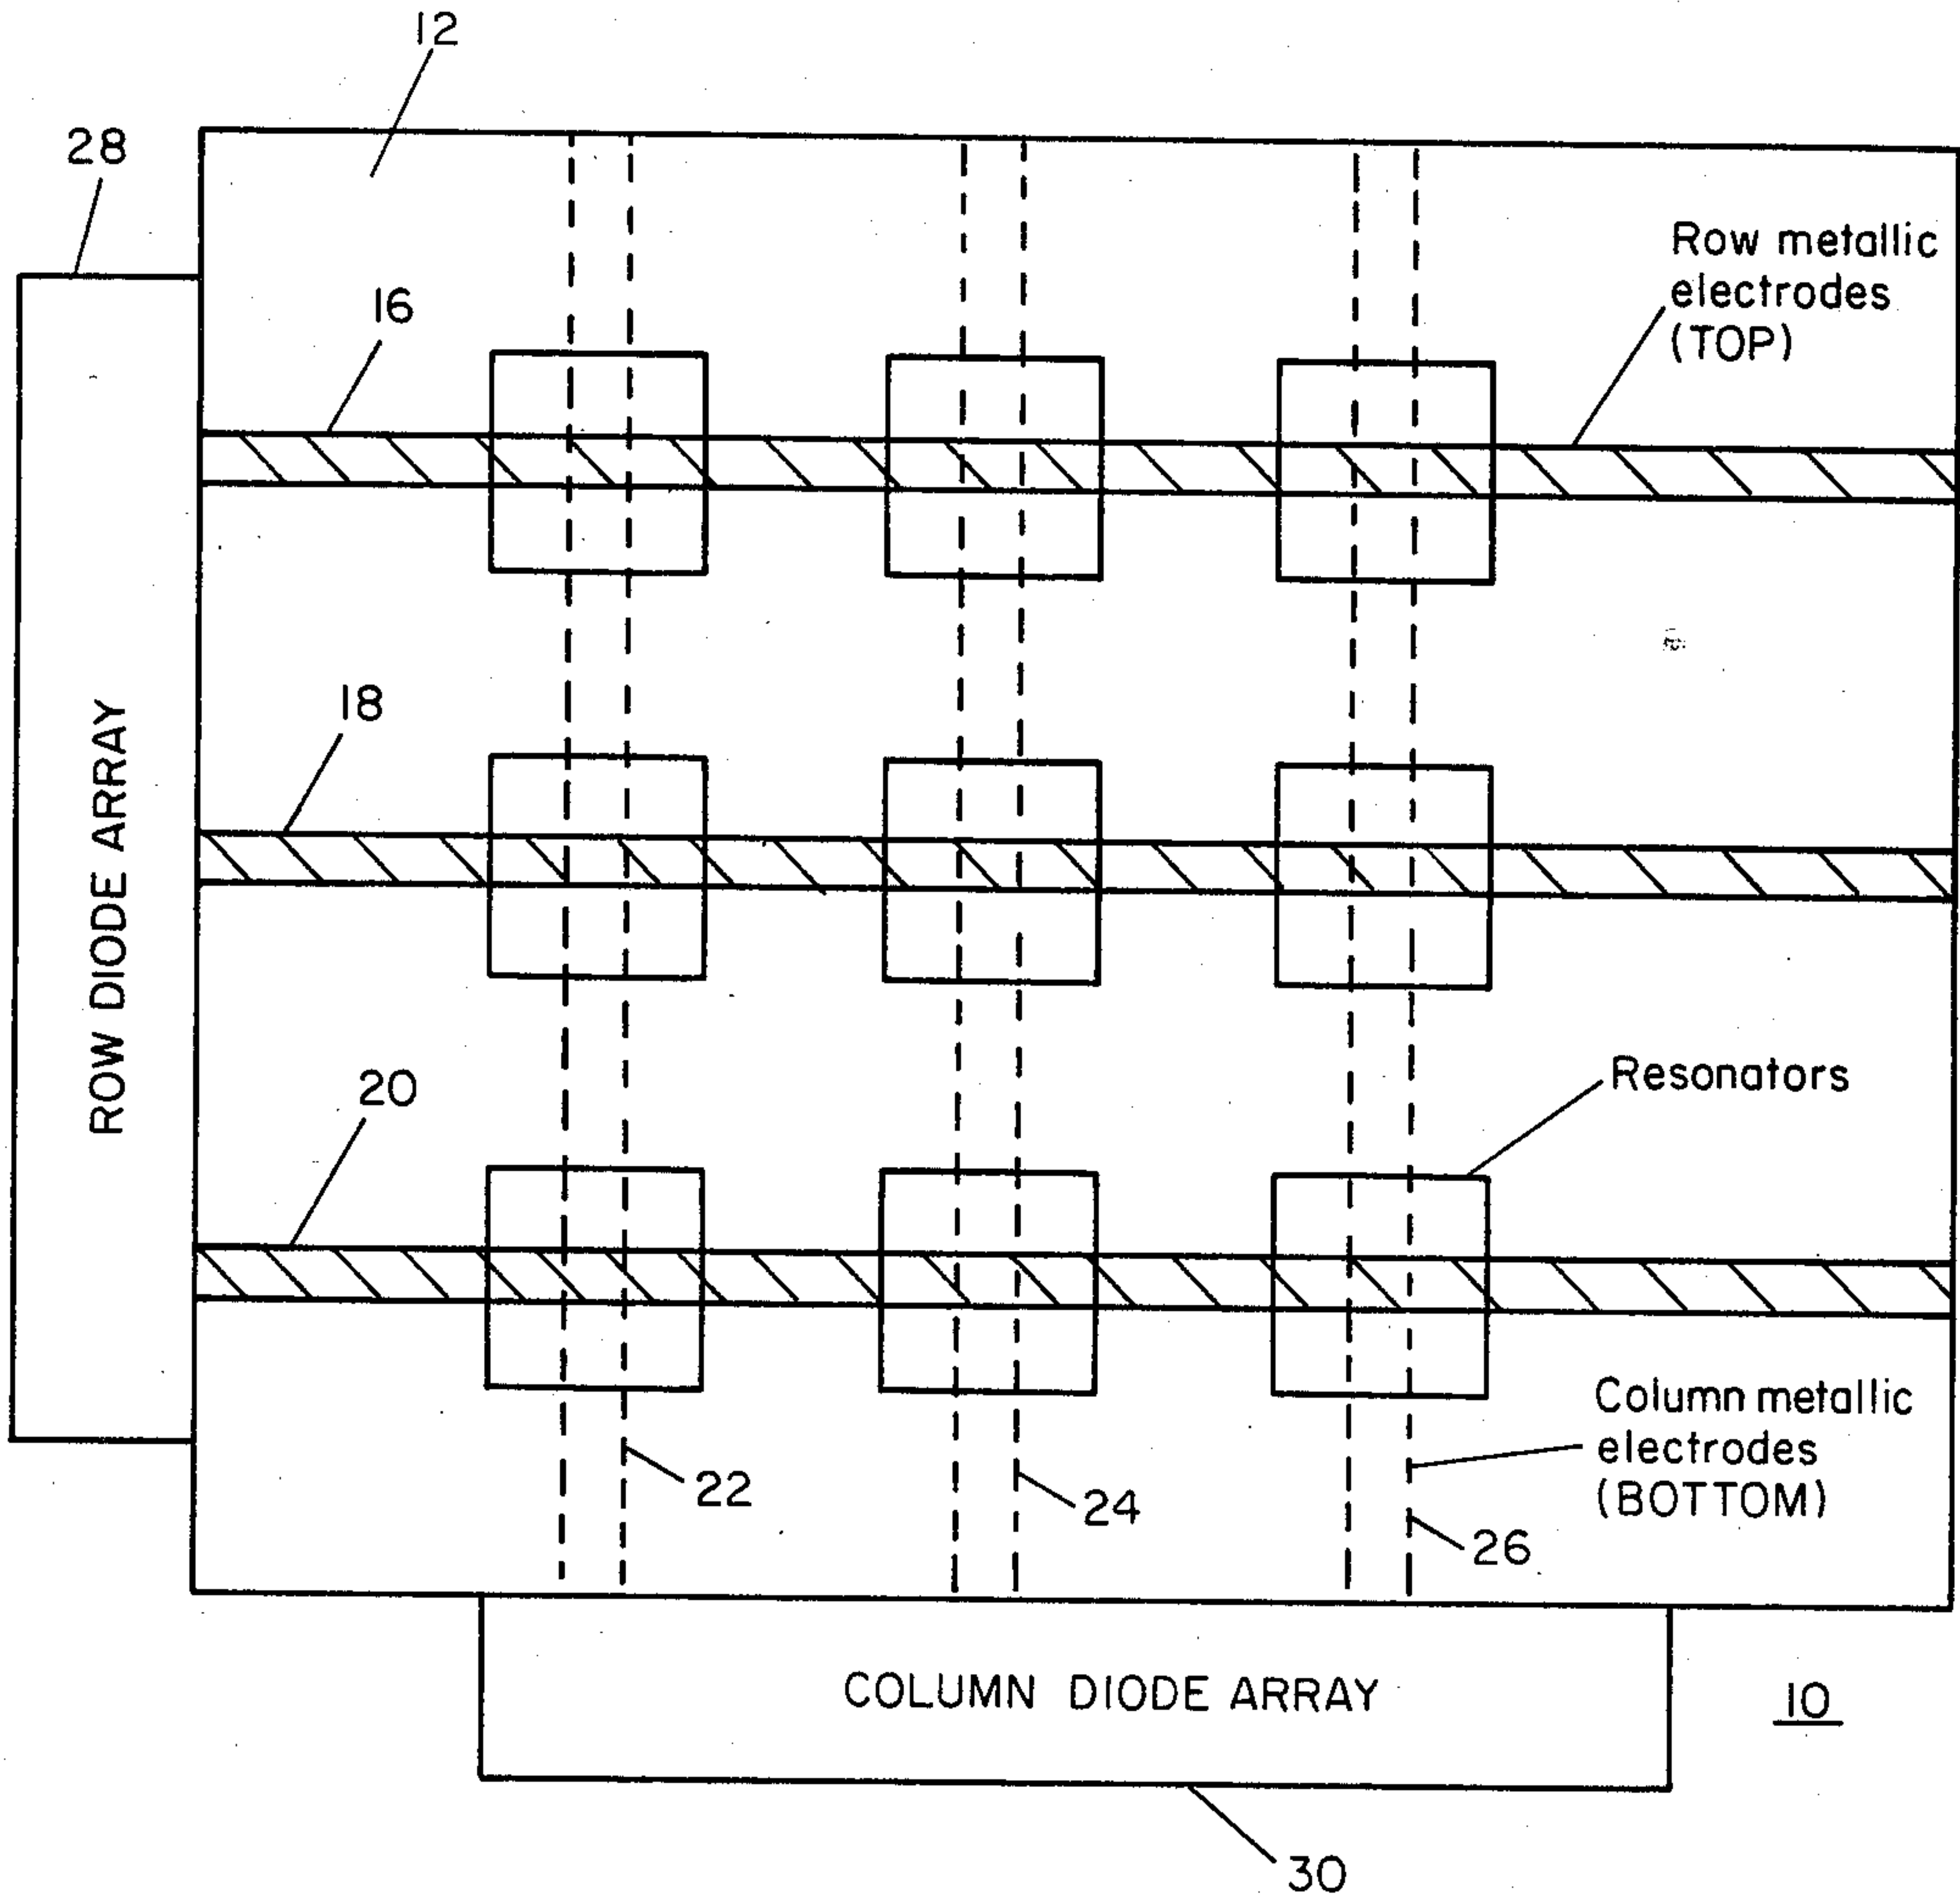 12
28
Row metallic
electrodes
(TOP)
16
18
ROW DIODE ARRAY
20
Resonators
Column metallic
electrodes
(BOTTOM)
22
24
26
COLUMN DIODE ARRAY
10
30